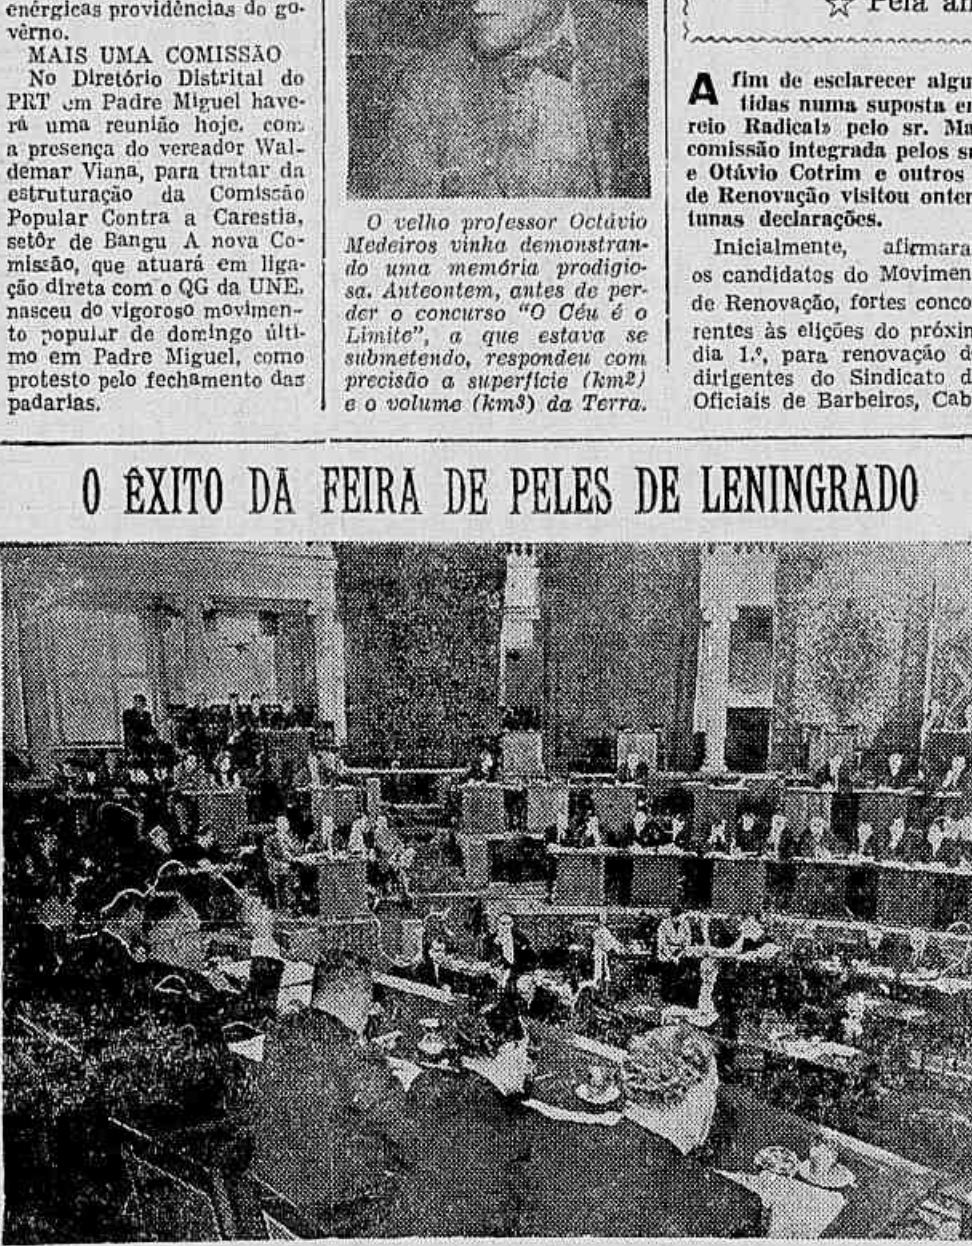 enérgicas providências do go-
vêrno.
MAIS UMA COMISSÃO
No Diretório Distrital do
PRT em Padre Miguel have-
rá uma reunião hoje, com
a presença do vereador Wal-
demar Viana, para tratar da
estruturação da Comissão
Popular Contra a Carestia,
setôr de Bangu A nova Co-
missão, que atuará em liga-
ção direta com o QG da UNE,
nasceu do vigoroso movimen-
to popular de domingo últi-
mo em Padre Miguel, como
protesto pelo fechamento das
padarias.
O velho professor Octávio
Medeiros vinha demonstran-
do uma memória prodigio-
sa. Anteontem, antes de per-
der o concurso "O Céu é o
Limite", a que estava se
submetendo, respondeu com
precisão a superfície (km2)
e o volume (km3) da Terra.
☆ Pela
A fim de esclarecer
tidas numa suposta
reio Radical» pelo sr.
comissão integrada pelos
e Otávio Cotrim e outros
de Renovação visitou
tunas declarações.
Inicialmente,
os candidatos do
de Renovação, fortes
rentes às elições do
dia 1.º, para renovação
dirigentes do Sindicato
Oficiais de Barbeiros,
O ÊXITO DA FEIRA DE PELES DE LENINGRADO